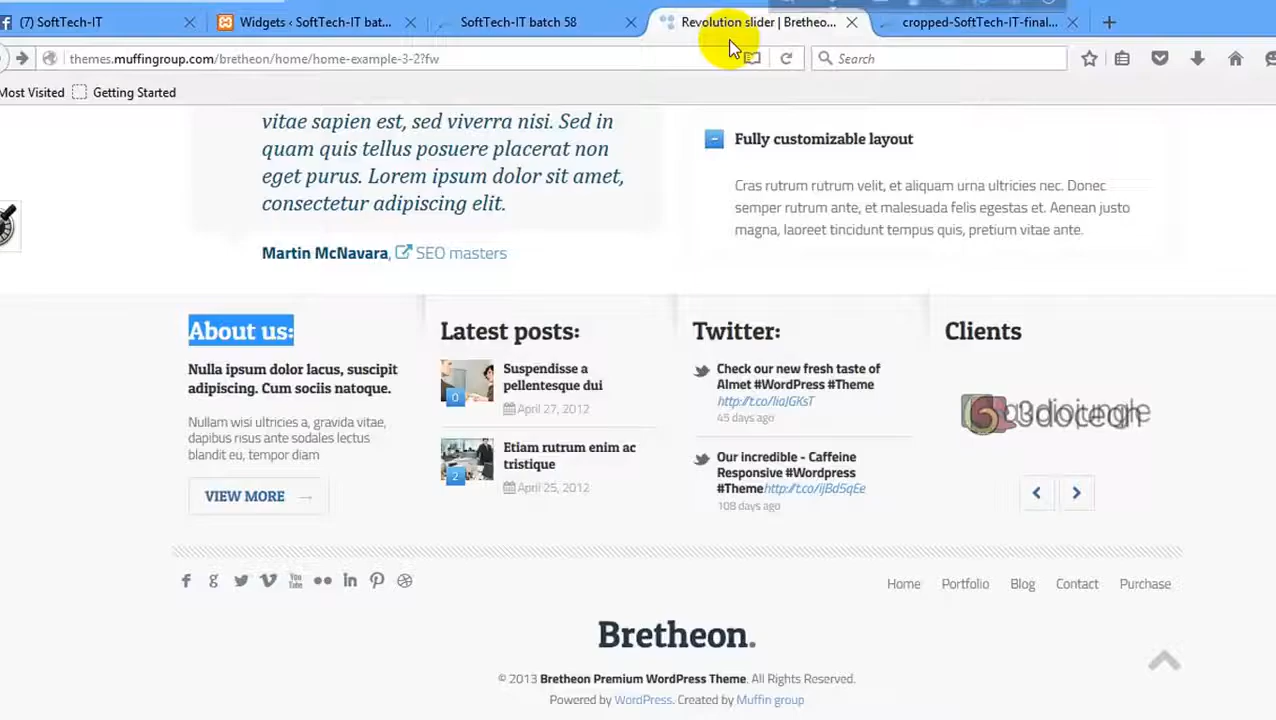 (7) SoftTech-IT
Widgets ‹ SoftTech-IT bat...
SoftTech-IT batch 58
Revolution slider | Bretheo...
cropped-SoftTech-IT-final...
themes.muffingroup.com/bretheon/home/home-example-3-2?fw
Search
Most Visited
Getting Started
vitae sapien est, sed viverra nisi. Sed in
quam quis tellus posuere placerat non
eget purus. Lorem ipsum dolor sit amet,
consectetur adipiscing elit.
Martin McNavara, SEO masters
Fully customizable layout
Cras rutrum rutrum velit, et aliquam urna ultricies nec. Donec
semper rutrum ante, et malesuada felis egestas et. Aenean justo
magna, laoreet tincidunt tempus quis, pretium vitae ante.
About us:
Nulla ipsum dolor lacus, suscipit
adipiscing. Cum sociis natoque.
Nullam wisi ultricies a, gravida vitae,
dapibus risus ante sodales lectus
blandit eu, tempor diam
VIEW MORE →
Latest posts:
Suspendisse a
pellentesque dui
0
April 27, 2012
Etiam rutrum enim ac
tristique
2
April 25, 2012
Twitter:
Check our new fresh taste of
Almet #WordPress #Theme
http://t.co/IiaJGKsT
45 days ago
Our incredible - Caffeine
Responsive #Wordpress
#Themehttp://t.co/ijBd5qEe
108 days ago
Clients
3docean
Home
Portfolio
Blog
Contact
Purchase
Bretheon.
© 2013 Bretheon Premium WordPress Theme. All Rights Reserved.
Powered by WordPress. Created by Muffin group